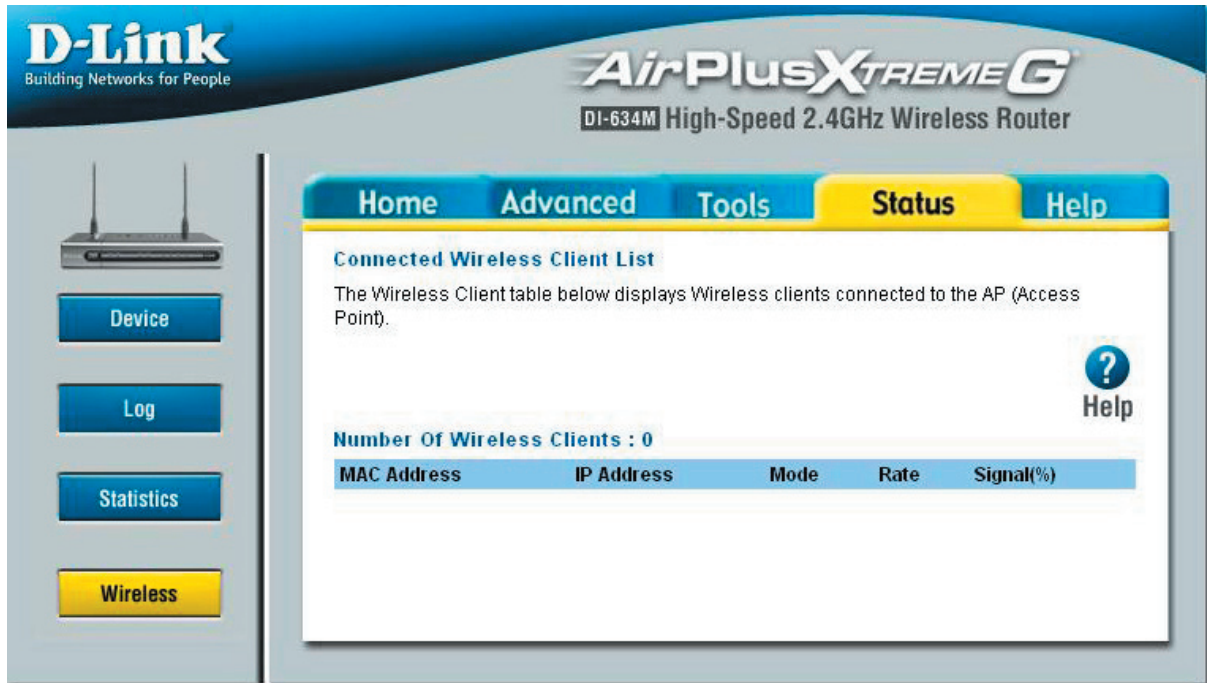 D-Link
Building Networks for People
AirPlusXTREMEG
DI-634M High-Speed 2.4GHz Wireless Router
Home Advanced Tools Status Help
Device
Log
Statistics
Wireless
Connected Wireless Client List
The Wireless Client table below displays Wireless clients connected to the AP (Access
Point).
?
Help
Number Of Wireless Clients : 0
MAC Address IP Address Mode Rate Signal(%)